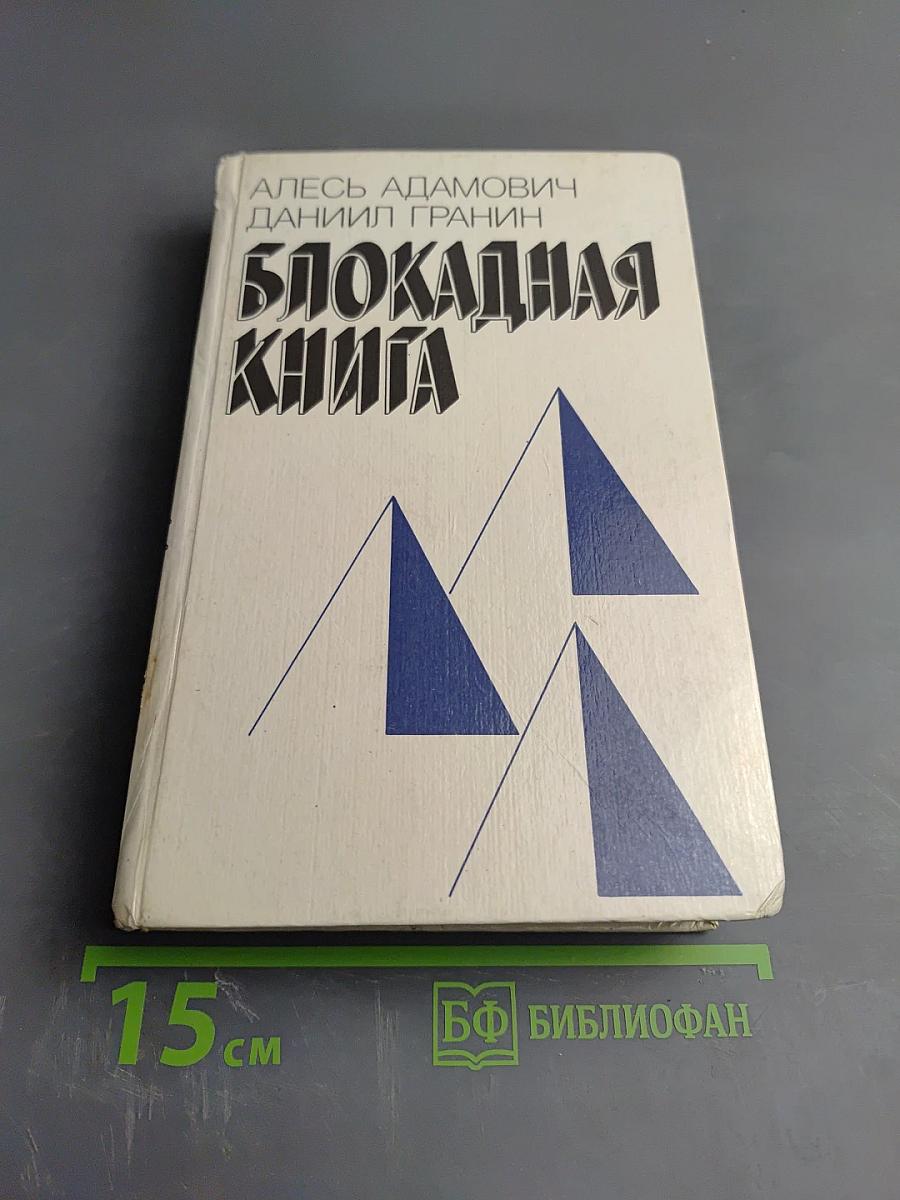 АЛЕСЬ АДАМОВИЧ
ДАНИИЛ ГРАНИН
БЛОКАДНАЯ
КНИГА
15 см
БФ БИБЛИОФАН